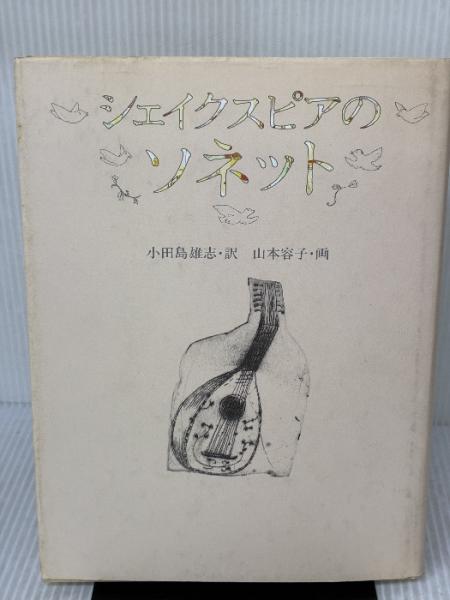 シェイクスピアの
ソネット
小田島雄志・訳 山本容子・画